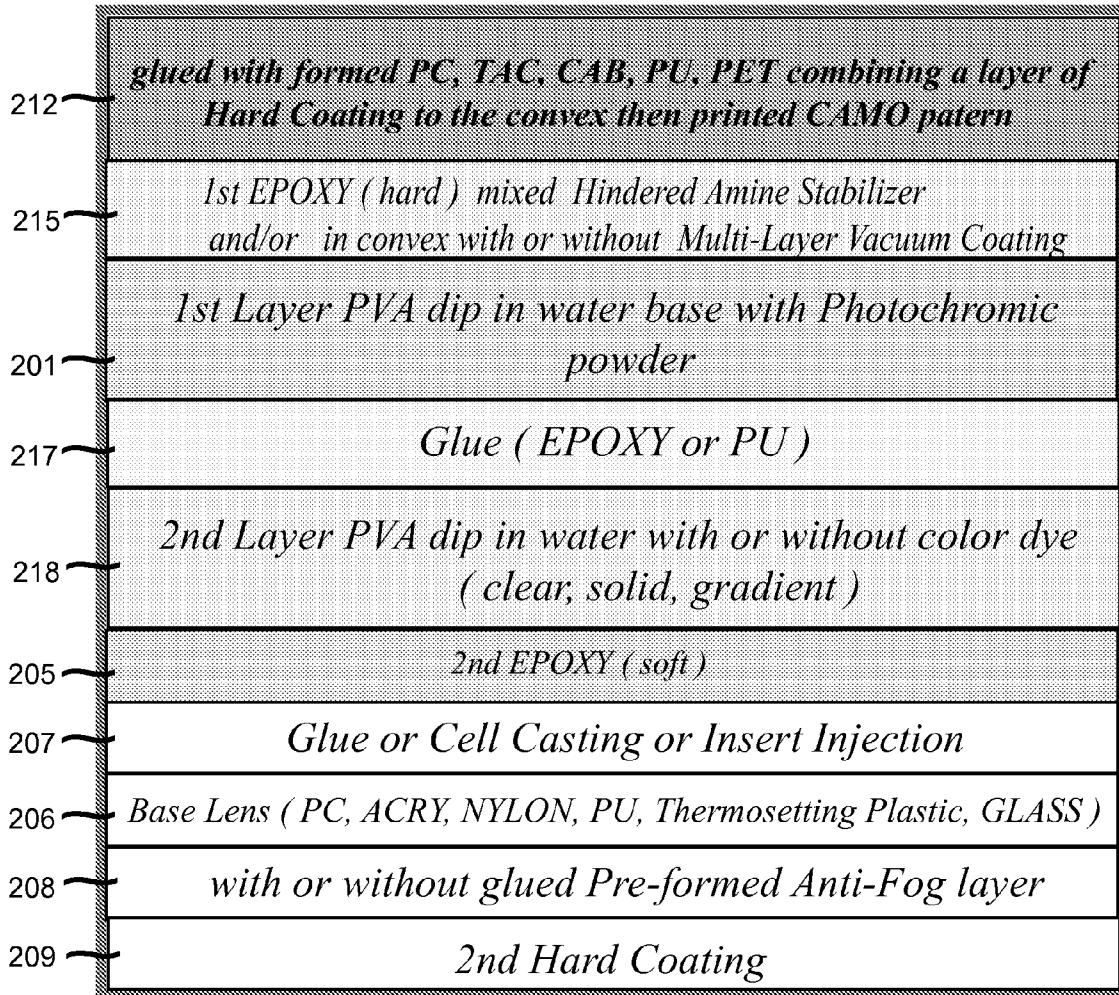 212
glued with formed PC, TAC, CAB, PU, PET combining a layer of
Hard Coating to the convex then printed CAMO patern
215
1st EPOXY ( hard ) mixed Hindered Amine Stabilizer
and/or in convex with or without Multi-Layer Vacuum Coating
201
1st Layer PVA dip in water base with Photochromic
powder
217
Glue ( EPOXY or PU )
218
2nd Layer PVA dip in water with or without color dye
( clear, solid, gradient )
205
2nd EPOXY ( soft )
207
Glue or Cell Casting or Insert Injection
206
Base Lens ( PC, ACRY, NYLON, PU, Thermosetting Plastic, GLASS )
208
with or without glued Pre-formed Anti-Fog layer
209
2nd Hard Coating